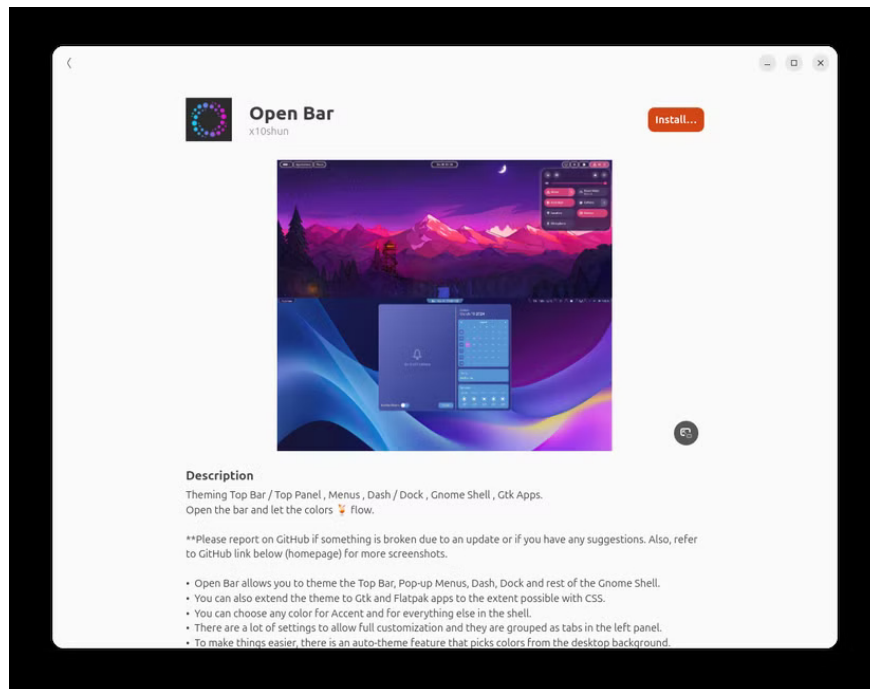 Open Bar
x10shun
Install...
Description
Theming Top Bar / Top Panel , Menus , Dash / Dock , Gnome Shell , Gtk Apps.
Open the bar and let the colors 🍹 flow.
**Please report on GitHub if something is broken due to an update or if you have any suggestions. Also, refer
to GitHub link below (homepage) for more screenshots.
• Open Bar allows you to theme the Top Bar, Pop-up Menus, Dash, Dock and rest of the Gnome Shell.
• You can also extend the theme to Gtk and Flatpak apps to the extent possible with CSS.
• You can choose any color for Accent and for everything else in the shell.
• There are a lot of settings to allow full customization and they are grouped as tabs in the left panel.
• To make things easier, there is an auto-theme feature that picks colors from the desktop background.